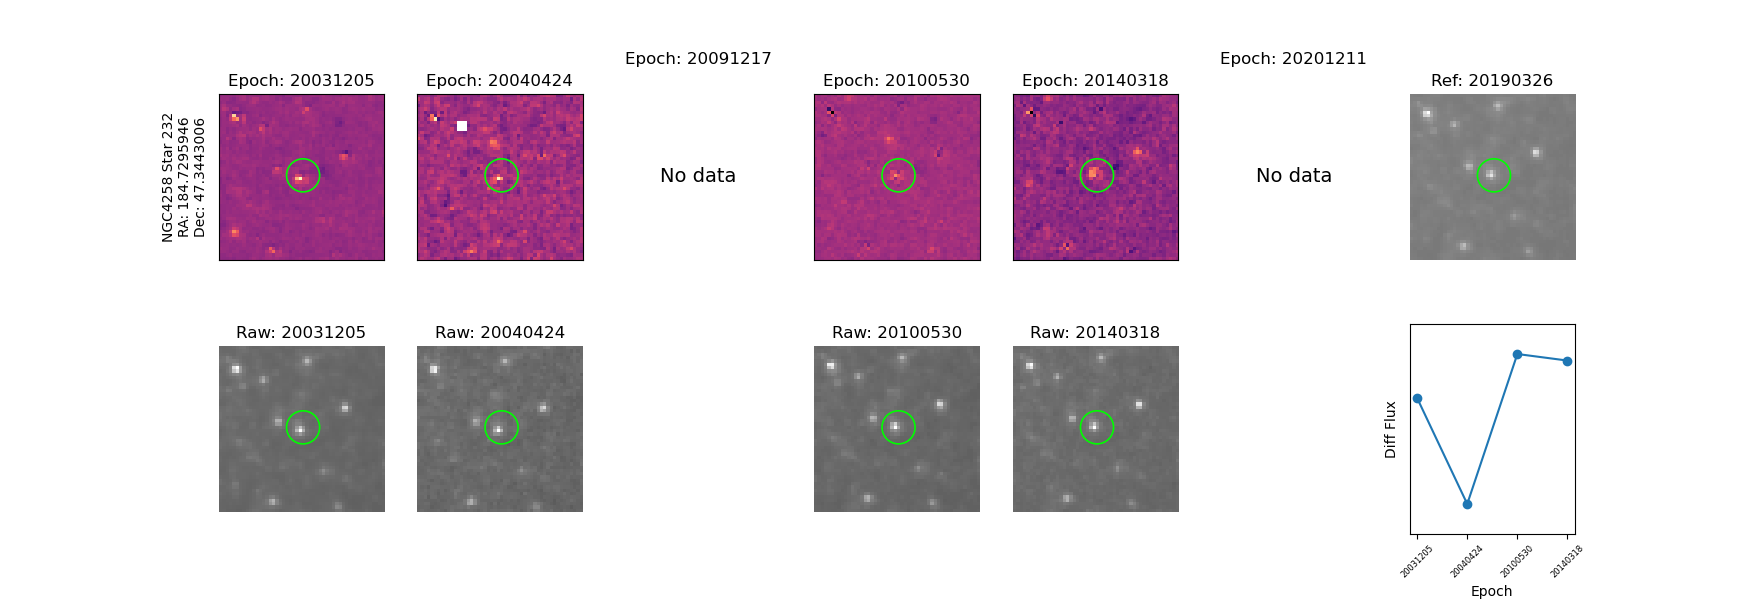 Epoch: 20091217
Epoch: 20201211
Epoch: 20031205
Epoch: 20040424
Epoch: 20100530
Epoch: 20140318
Ref: 20190326
NGC4258 Star 232
RA: 184.7295946
Dec: 47.3443006
No data
No data
Raw: 20031205
Raw: 20040424
Raw: 20100530
Raw: 20140318
Diff Flux
20031205
20040424
20100530
20140318
Epoch